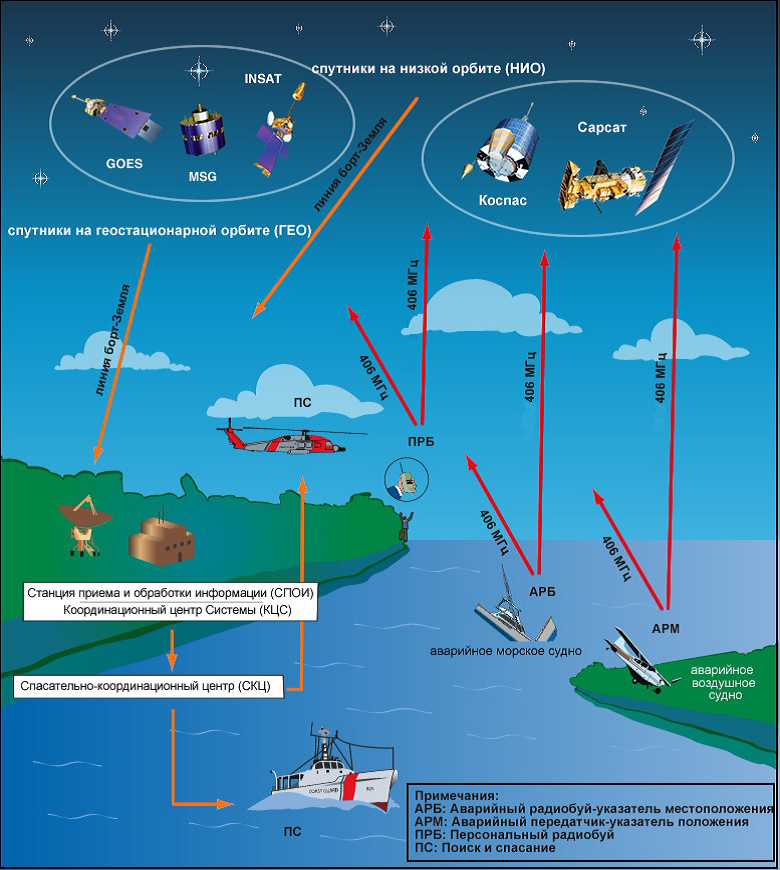 спутники на низкой орбите (НИО)
INSAT
GOES
MSG
Сарсат
Коспас
линия борт-Земля
спутники на геостационарной орбите (ГЕО)
линия борт-Земля
406 МГц
406 МГц
406 МГц
406 МГц
ПС
ПРБ
406 МГц
406 МГц
Станция приема и обработки информации (СПОИ)
Координационный центр Системы (КЦС)
АРБ
аварийное морское судно
АРМ
аварийное
воздушное
судно
Спасательно-координационный центр (СКЦ)
COAST GUARD
ПС
Примечания:
АРБ: Аварийный радиобуй-указатель местоположения
АРМ: Аварийный передатчик-указатель положения
ПРБ: Персональный радиобуй
ПС: Поиск и спасание